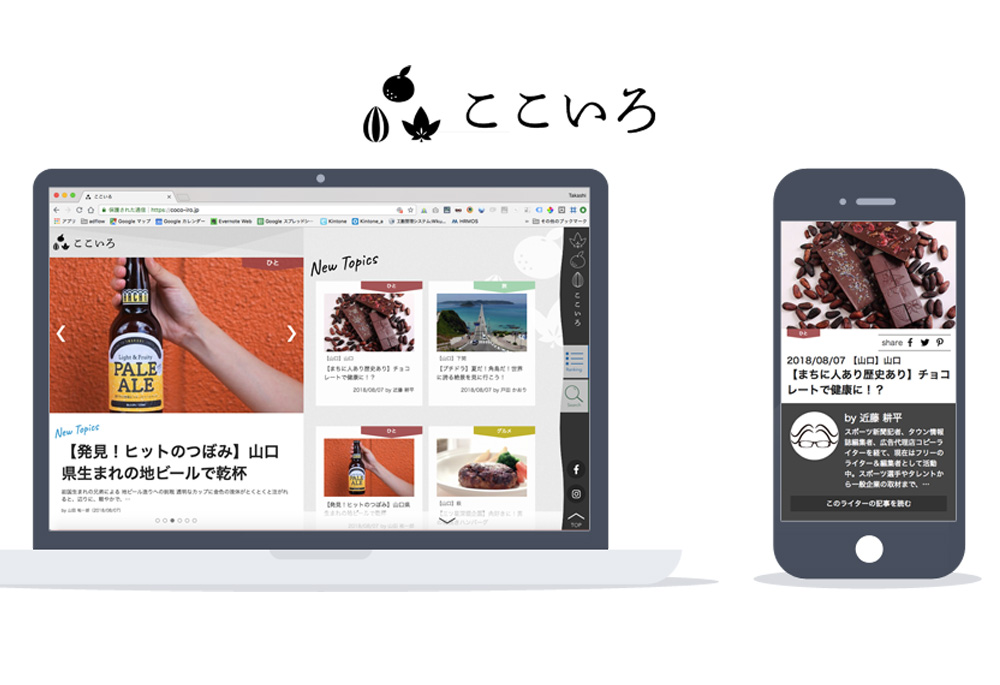 ここいろ
ここいろ
Takashi
保護された通信 | https://coco-iro.jp
アプリ adflow Google マップ Google カレンダー Evernote Web Google スプレッドシー… Kintone Kintone_a HRMOS その他のブックマーク
ここいろ
ひと
Light & Fruity
PALE
ALE
New Topics
【発見！ヒットのつぼみ】山口
県生まれの地ビールで乾杯
New Topics
ひと
【山口】山口
【まちに人あり歴史あり】チョコ
レートで健康に！？
2018/08/07 by 近藤 耕平
旅
【山口】下関
【プチドラ】夏だ！角島だ！世界
に誇る絶景を見に行こう！
2018/08/07 by 戸田 かおり
ひと
【発見！ヒットのつぼみ】山口県
グルメ
ここいろ
Ranking
Search
TOP
ひと
share
2018/08/07 【山口】山口
【まちに人あり歴史あり】チョコ
レートで健康に！？
by 近藤 耕平
スポーツ新聞記者、タウン情報
誌編集者、広告代理店コピーラ
イターを経て、現在はフリーの
ライター＆編集者として活動
中。スポーツ選手やタレントか
ら一般企業の取材まで、…
このライターの記事を読む